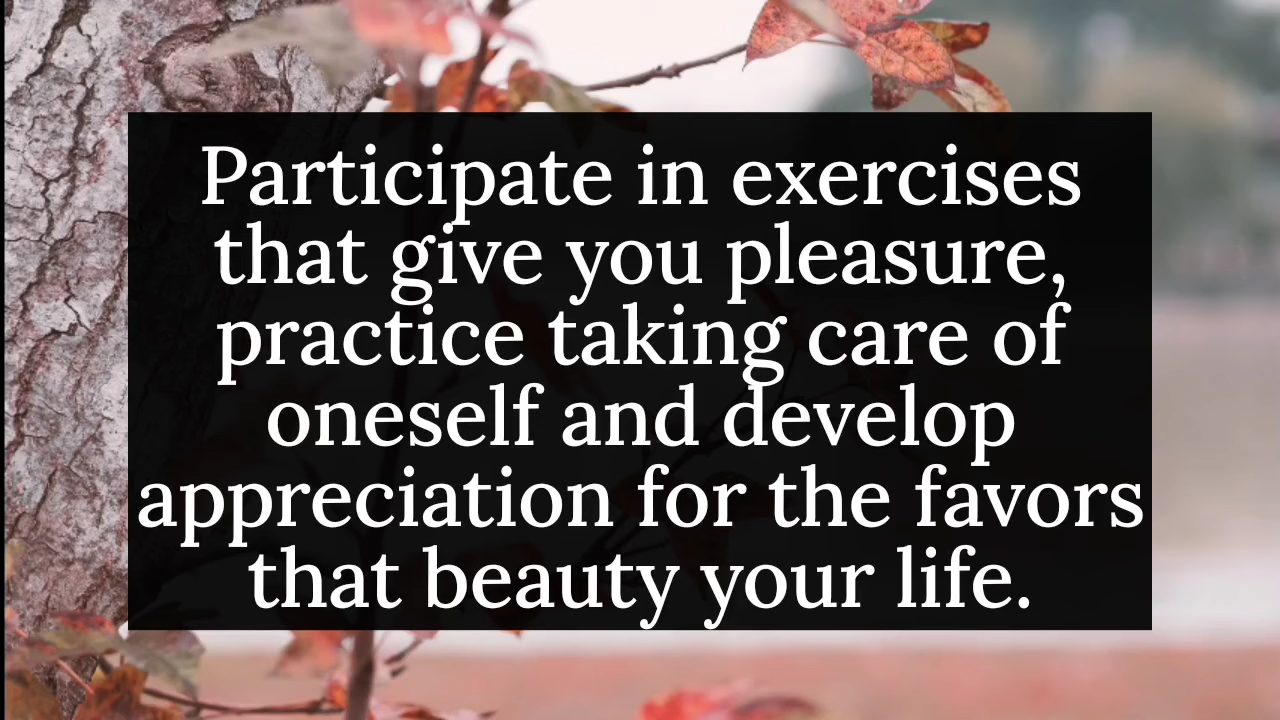 Participate in exercises
that give you pleasure,
practice taking care of
oneself and develop
appreciation for the favors
that beauty your life.